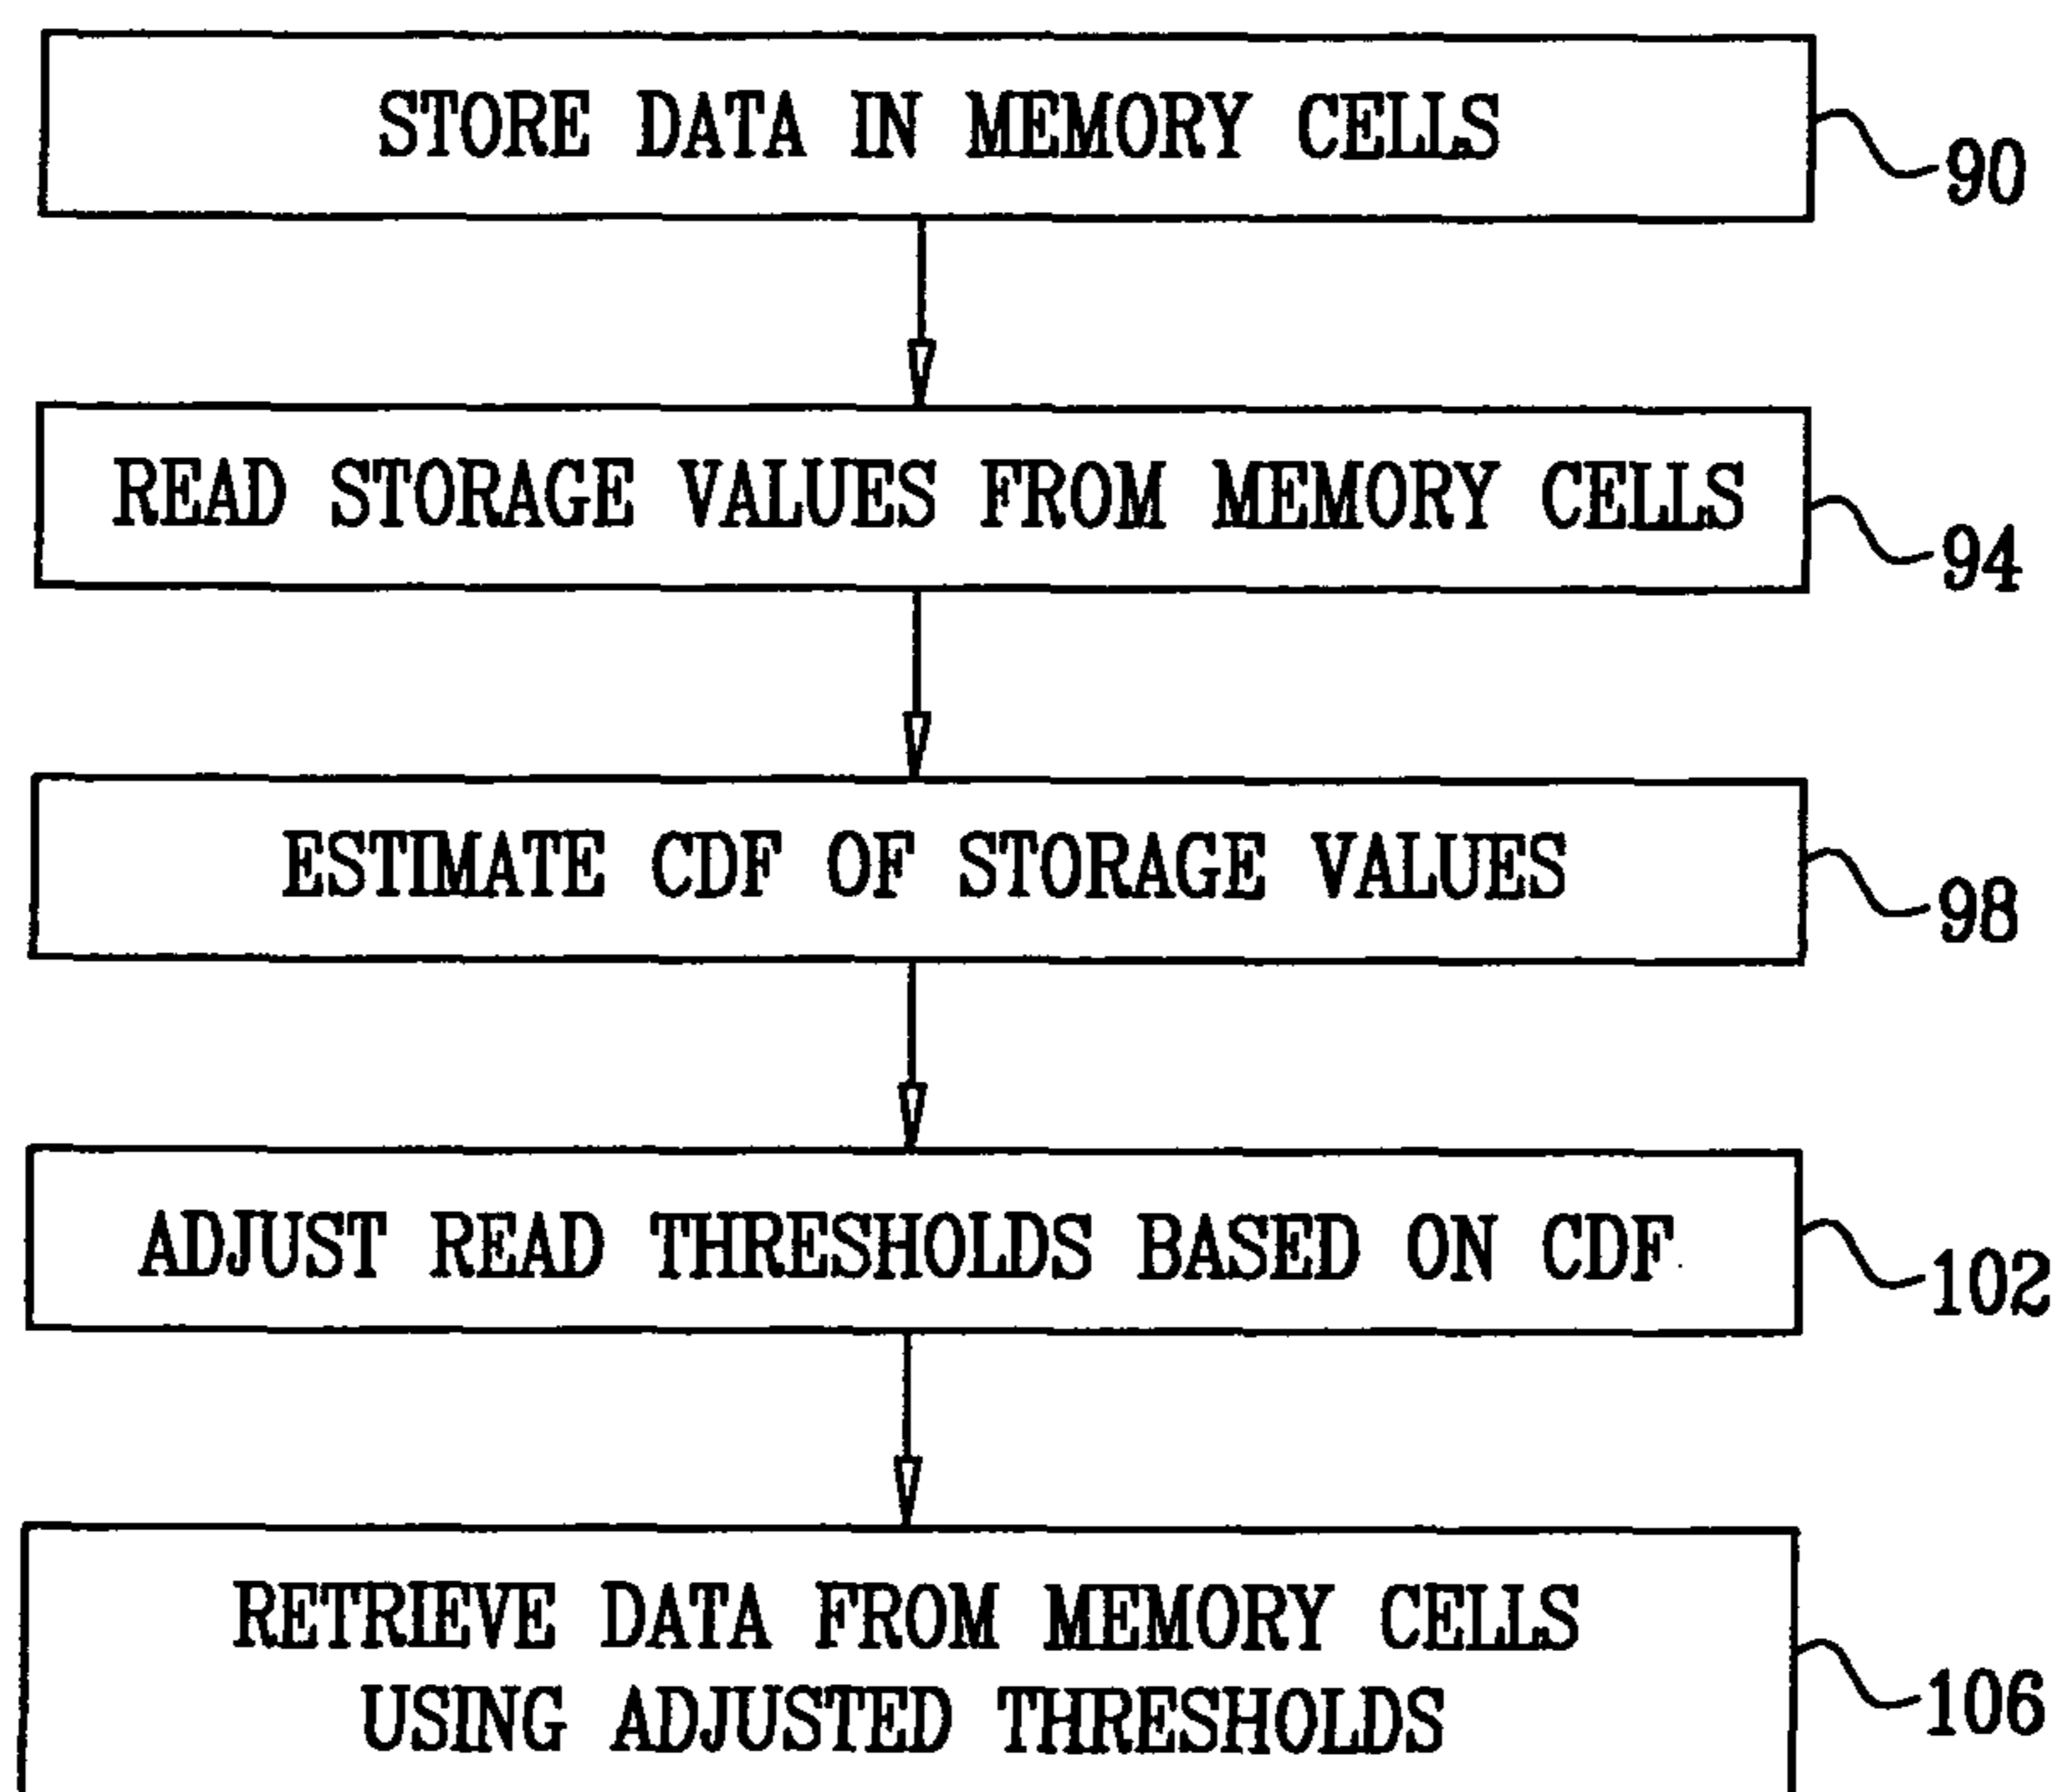 STORE DATA IN MEMORY CELLS
90
READ STORAGE VALUES FROM MEMORY CELLS
94
ESTIMATE CDF OF STORAGE VALUES
98
ADJUST READ THRESHOLDS BASED ON CDF
102
RETRIEVE DATA FROM MEMORY CELLS
USING ADJUSTED THRESHOLDS
106